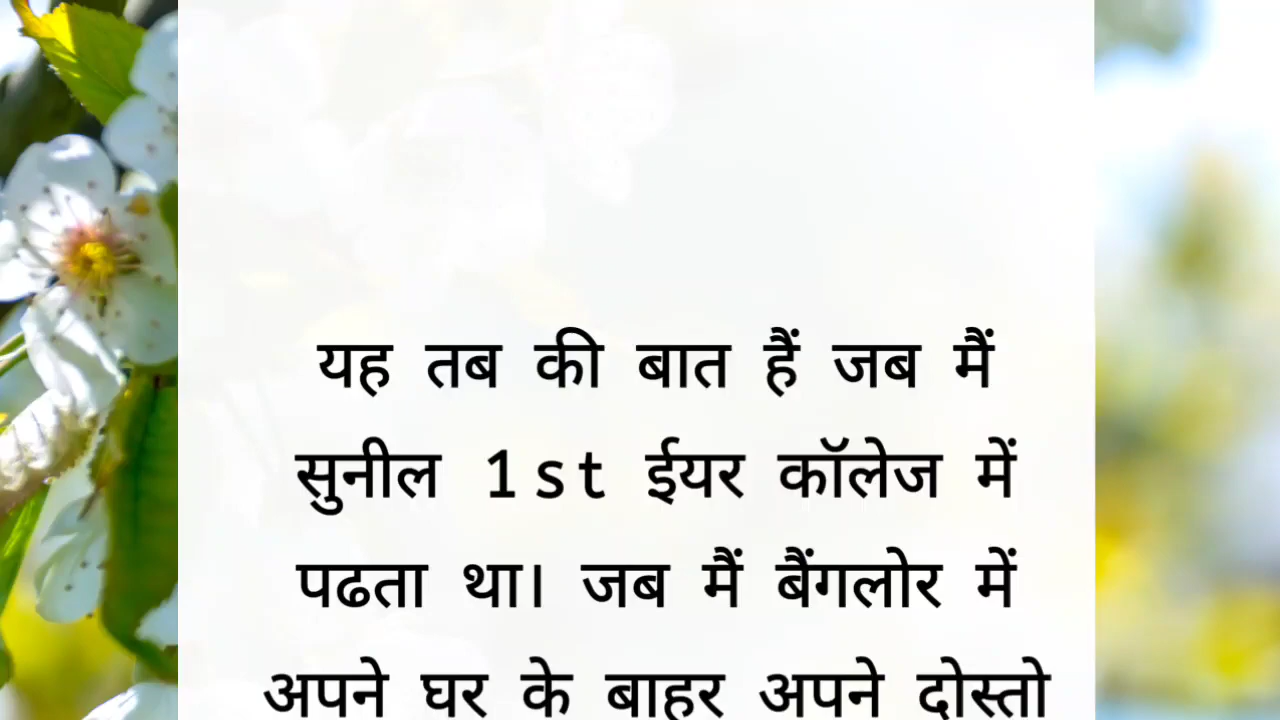 यह तब की बात हैं जब मैं
सुनील 1st ईयर कॉलेज में
पढता था। जब मैं बैंगलोर में
अपने घर के बाहर अपने दोस्तो